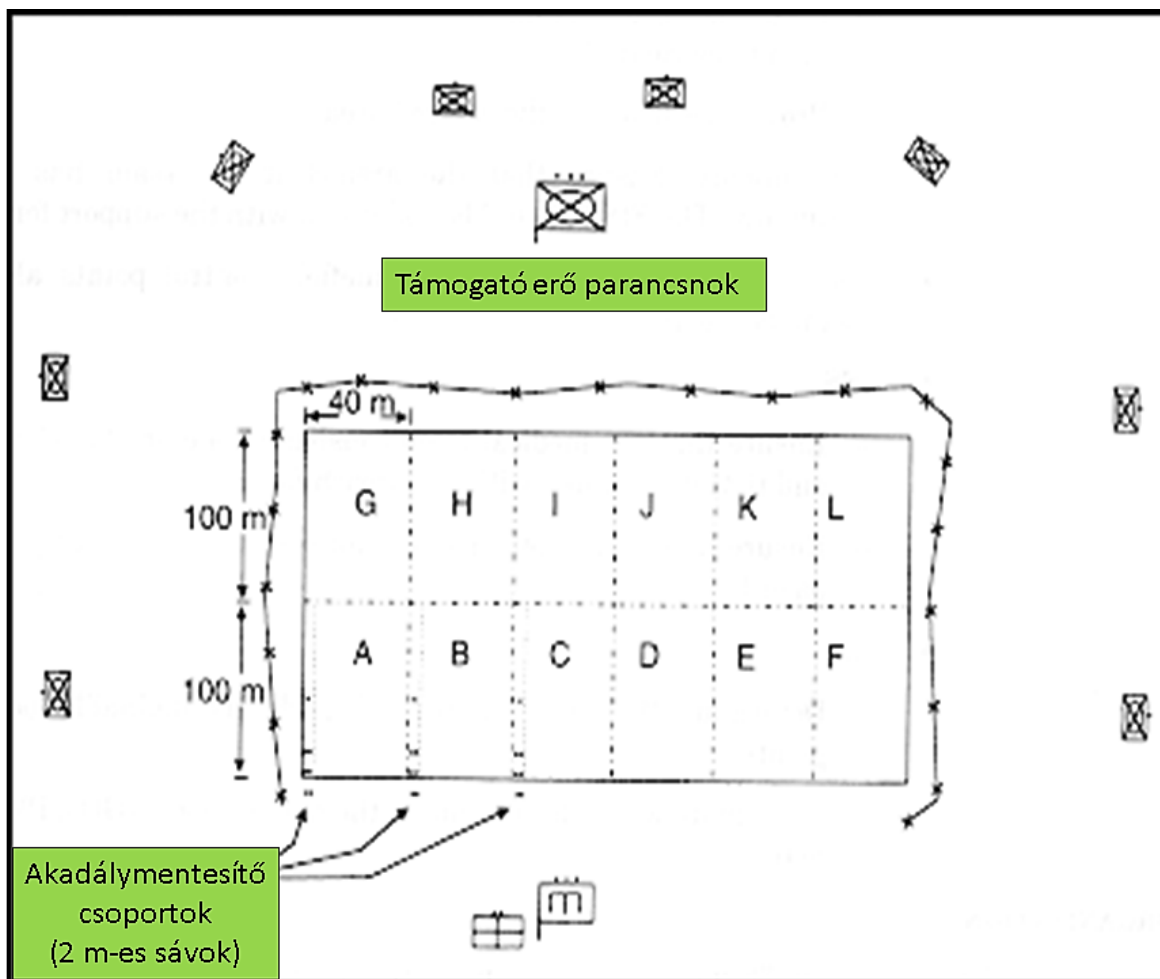 Támogató erő parancsnok
40 m
100 m
G H I J K L
100 m
A B C D E F
Akadálymentesítő
csoportok
(2 m-es sávok)